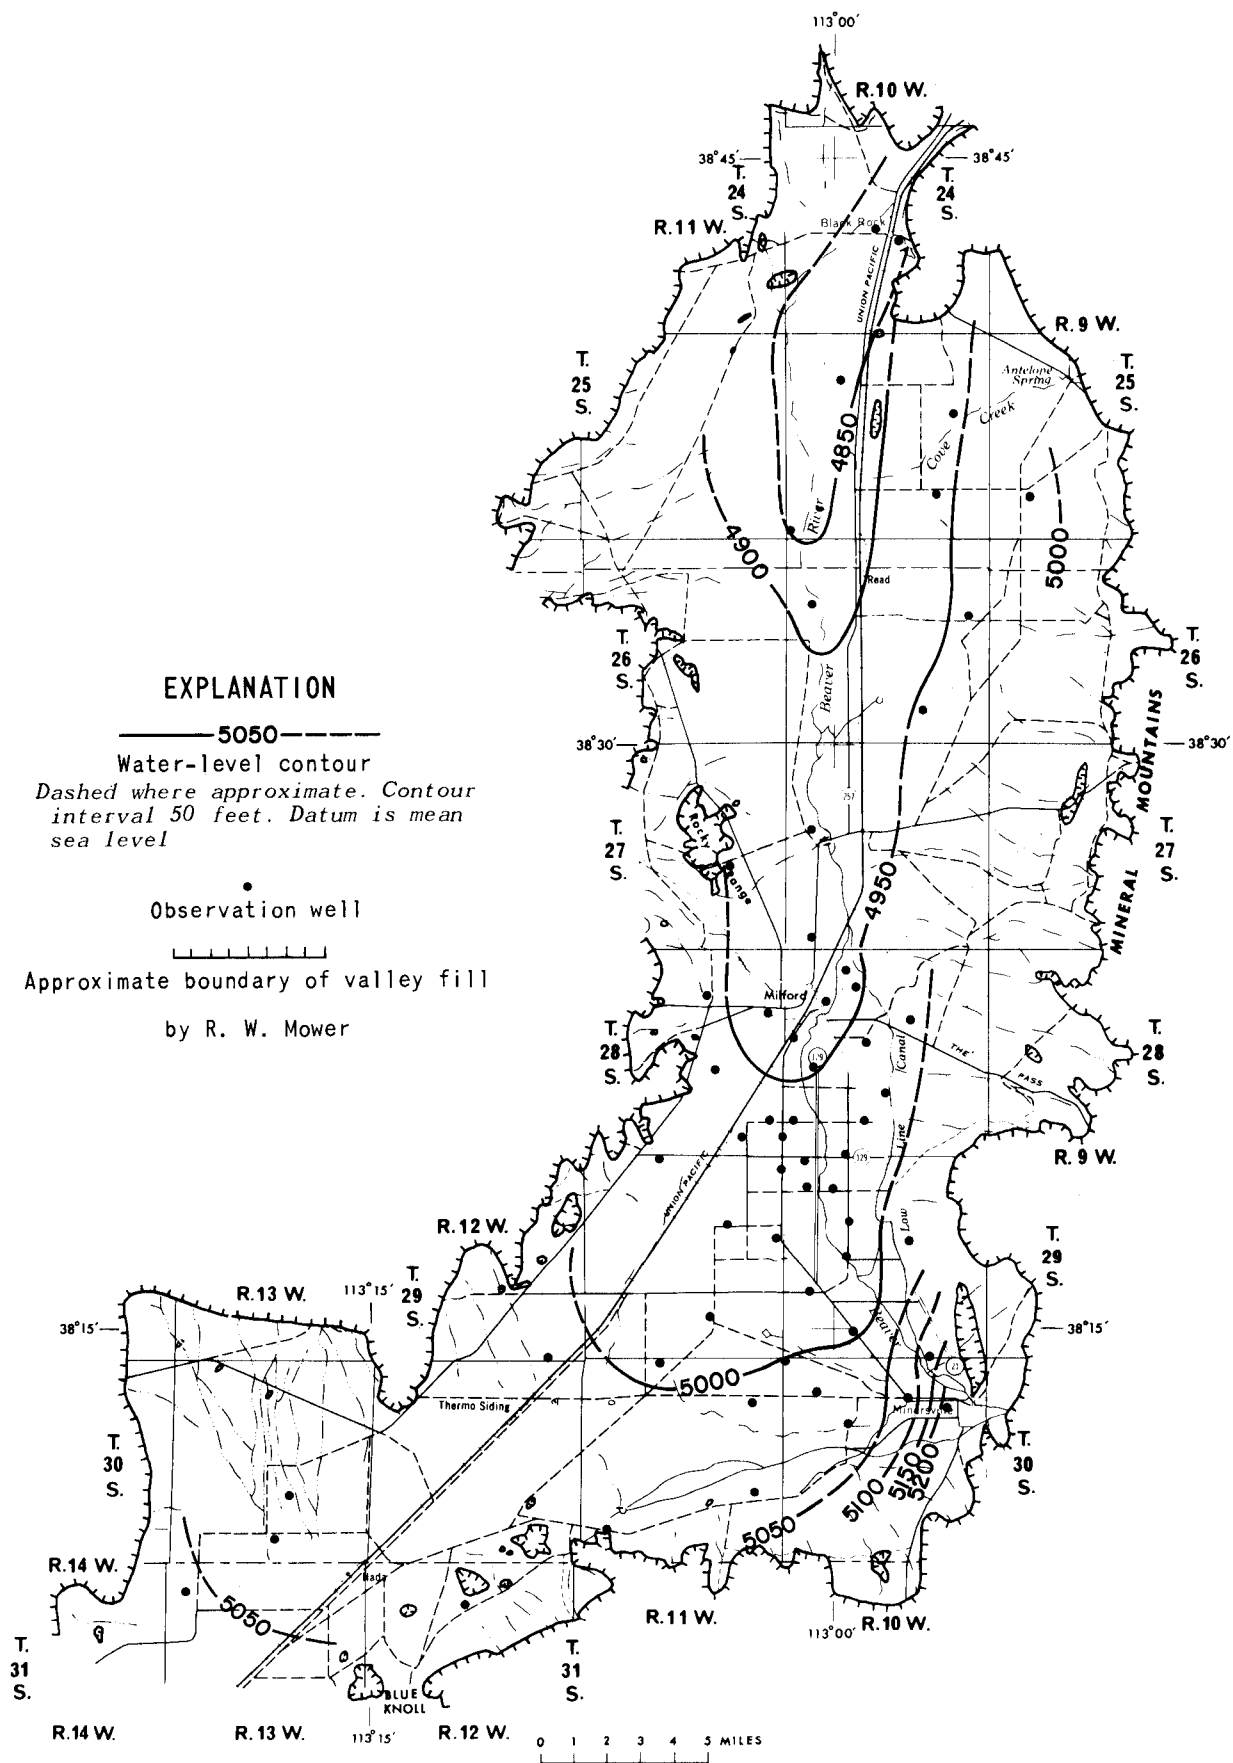 113°00'
R.10 W.
38°45'
38°45'
T.
24
S.
T.
24
S.
R.11 W.
Black Rock
UNION PACIFIC
R. 9 W.
T.
25
S.
Antelope
Spring
T.
25
S.
Cove Creek
4850
River
4900
5000
Read
T.
26
S.
T.
26
S.
Beaver
EXPLANATION
5050
Water-level contour
Dashed where approximate. Contour
interval 50 feet. Datum is mean
sea level
Observation well
Approximate boundary of valley fill
by R. W. Mower
38°30'
38°30'
MINERAL MOUNTAINS
257
Rocky
Range
T.
27
S.
T.
27
S.
4950
Milford
T.
28
S.
129
Canal
THE
PASS
T.
28
S.
Line
129
R. 9 W.
UNION PACIFIC
Low
R.12 W.
T.
29
S.
T.
29
S.
R.13 W.
113°15'
38°15'
38°15'
Beaver
21
5000
Thermo Siding
Minersville
T.
30
S.
T.
30
S.
5200
5150
5100
5050
R.14 W.
Nada
5050
R.11 W.
113°00'
R.10 W.
T.
31
S.
T.
31
S.
BLUE
KNOLL
R.14 W.
R.13 W.
113°15'
R.12 W.
0 1 2 3 4 5 MILES